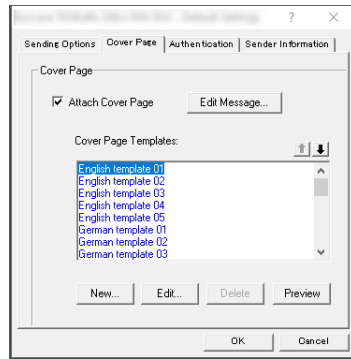 ?
Sending Options Cover Page Authentication Sender Information
Cover Page
Attach Cover Page Edit Message...
Cover Page Templates:
English template 01
English template 02
English template 03
English template 04
English template 05
German template 01
German template 02
German template 03
New... Edit... Delete Preview
OK Cancel